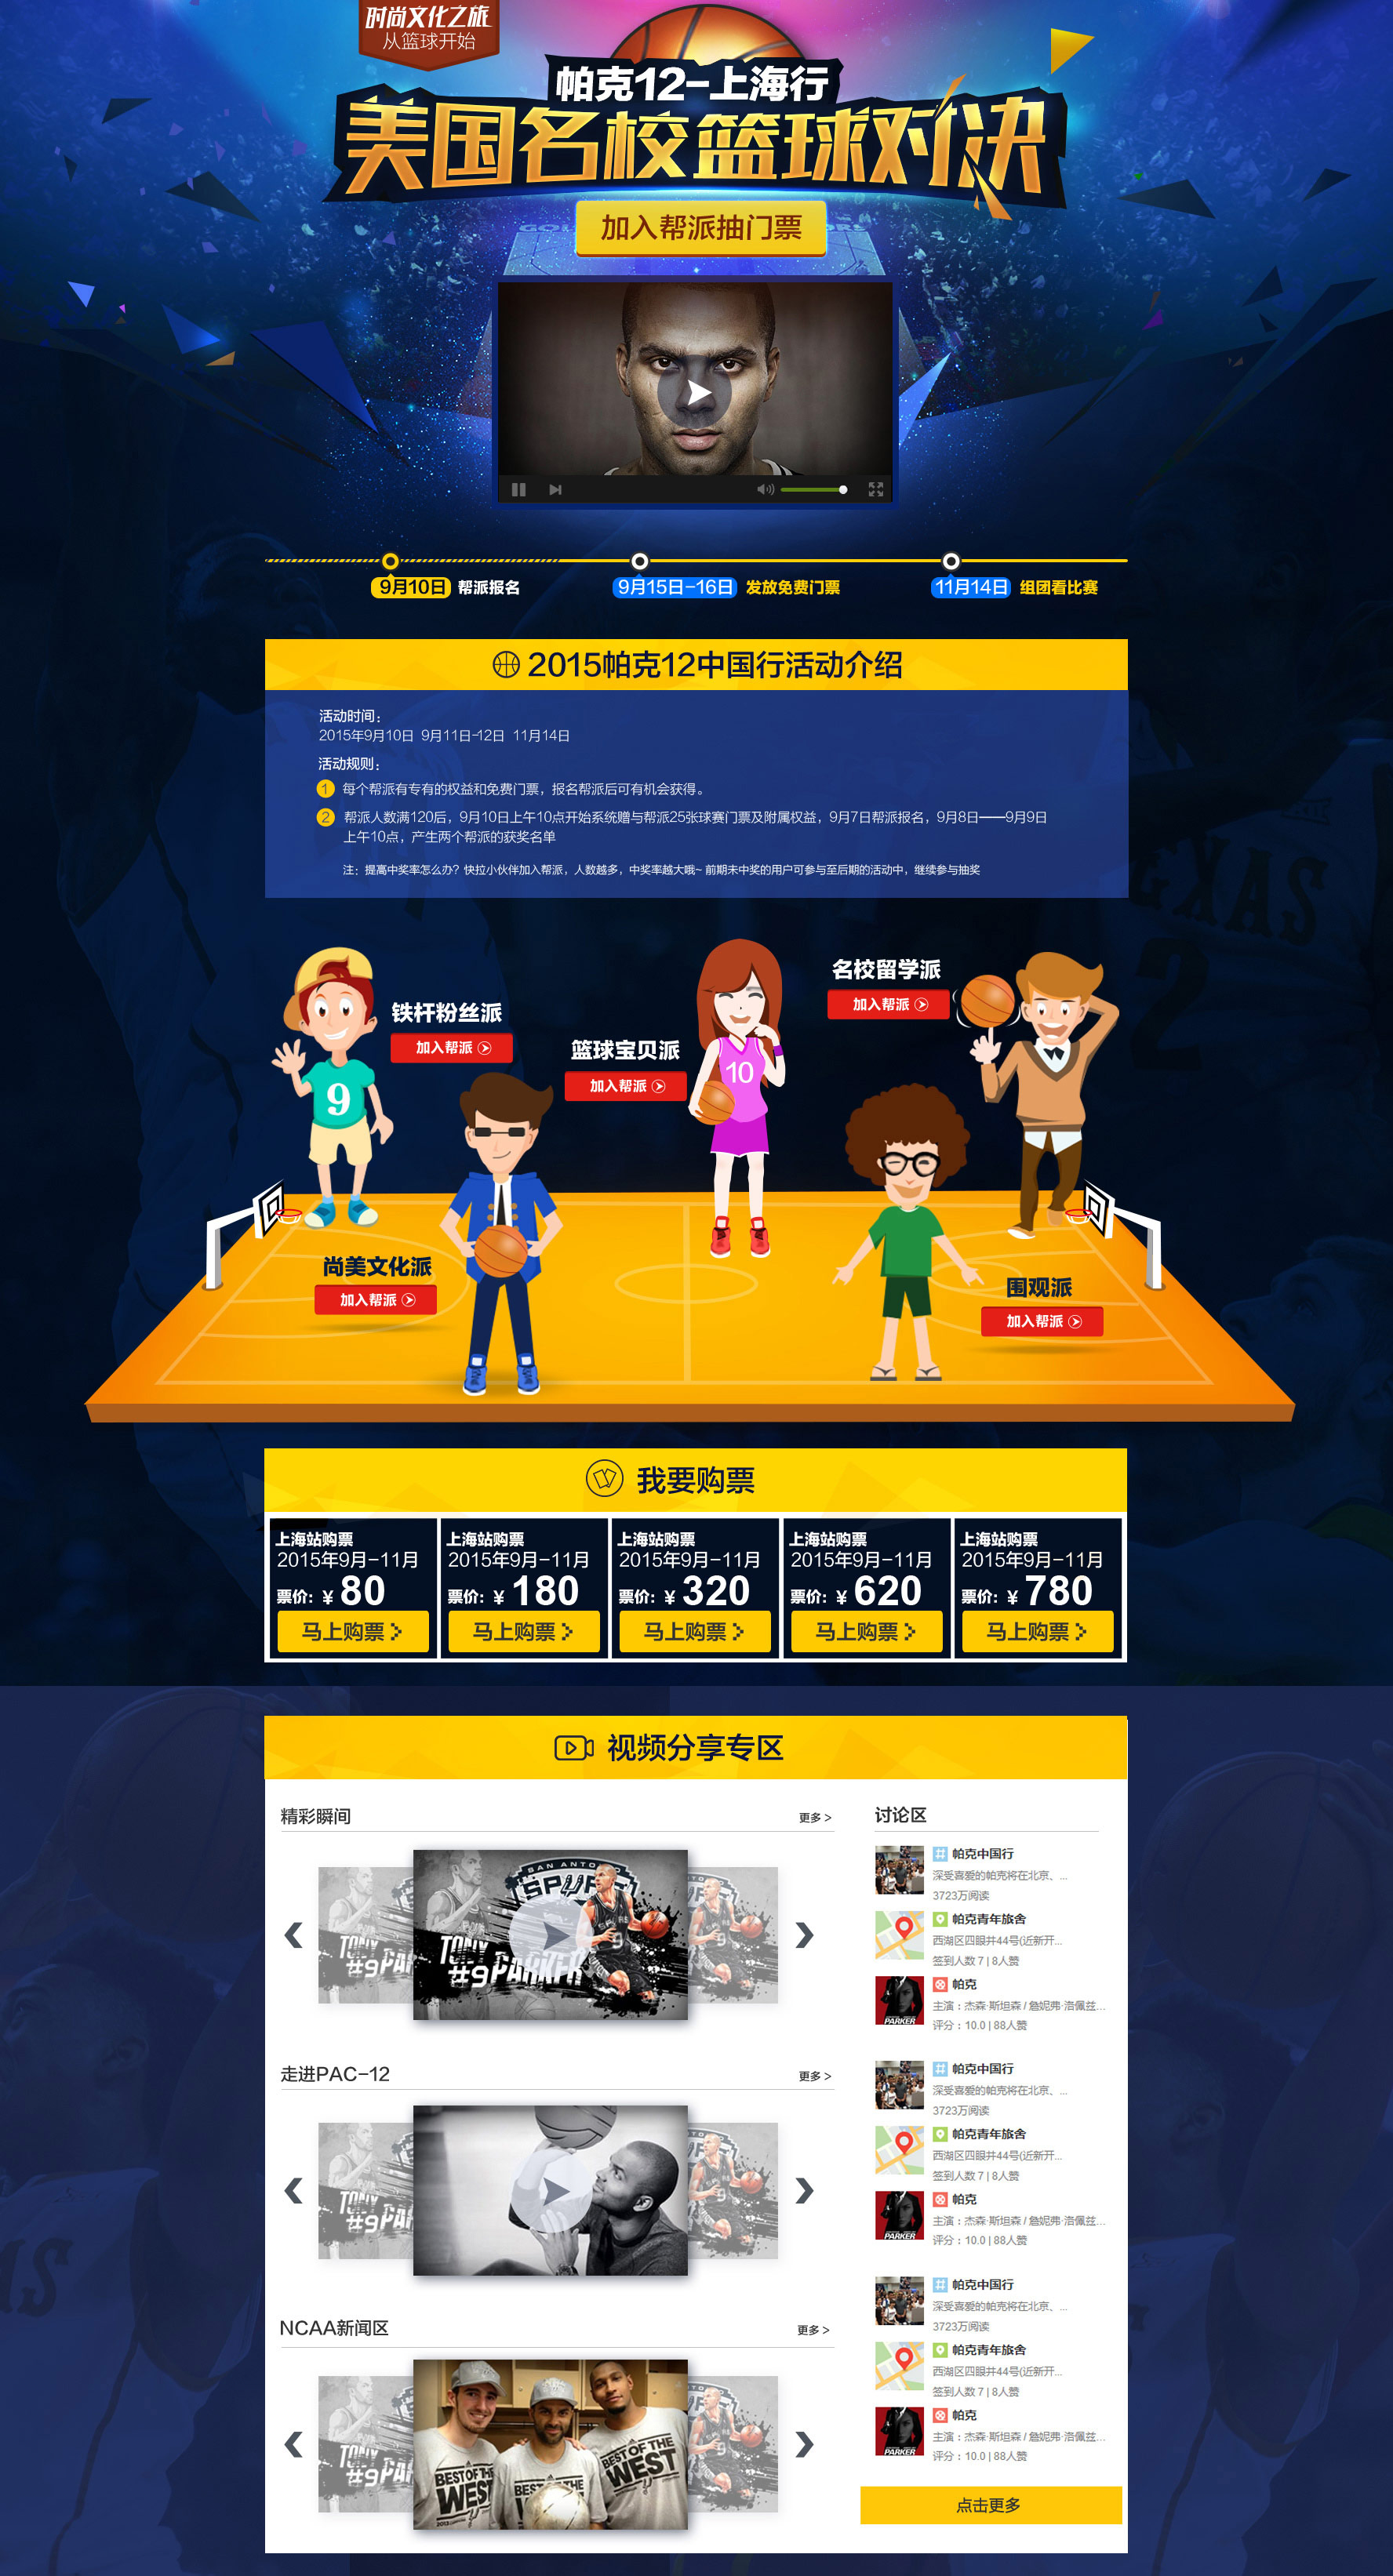 时尚文化之旅
从篮球开始
帕克12-上海行
美国名校篮球对决
加入帮派抽门票
9月10日 帮派报名
9月15日-16日 发放免费门票
11月14日 组团看比赛
2015帕克12中国行活动介绍
活动时间：
2015年9月10日 9月11日-12日 11月14日
活动规则：
1 每个帮派有专有的权益和免费门票，报名帮派后可有机会获得。
2 帮派人数满120后，9月10日上午10点开始系统赠与帮派25张球赛门票及附属权益，9月7日帮派报名，9月8日——9月9日
上午10点，产生两个帮派的获奖名单
注：提高中奖率怎么办？快拉小伙伴加入帮派，人数越多，中奖率越大哦~ 前期未中奖的用户可参与至后期的活动中，继续参与抽奖
TEXAS
2
名校留学派
加入帮派
铁杆粉丝派
加入帮派
篮球宝贝派
加入帮派
10
9
尚美文化派
加入帮派
围观派
加入帮派
我要购票
上海站购票
2015年9月-11月
票价：¥ 80
马上购票
上海站购票
2015年9月-11月
票价：¥ 180
马上购票
上海站购票
2015年9月-11月
票价：¥ 320
马上购票
上海站购票
2015年9月-11月
票价：¥ 620
马上购票
上海站购票
2015年9月-11月
票价：¥ 780
马上购票
视频分享专区
精彩瞬间
更多 >
SAN ANTONIO
SPURS
TONY
#9 PARKER
走进PAC-12
更多 >
TONY
#9 PARKER
NCAA新闻区
更多 >
TONY
#9
BEST OF THE
WEST
BEST OF THE
BEST OF THE
WEST
讨论区
帕克中国行
深受喜爱的帕克将在北京、...
3723万阅读
帕克青年旅舍
西湖区四眼井44号(近新开...
签到人数 7 | 8人赞
帕克
主演：杰森·斯坦森 / 詹妮弗·洛佩兹...
评分：10.0 | 88人赞
PARKER
帕克中国行
深受喜爱的帕克将在北京、...
3723万阅读
帕克青年旅舍
西湖区四眼井44号(近新开...
签到人数 7 | 8人赞
帕克
主演：杰森·斯坦森 / 詹妮弗·洛佩兹...
评分：10.0 | 88人赞
PARKER
帕克中国行
深受喜爱的帕克将在北京、...
3723万阅读
帕克青年旅舍
西湖区四眼井44号(近新开...
签到人数 7 | 8人赞
帕克
主演：杰森·斯坦森 / 詹妮弗·洛佩兹...
评分：10.0 | 88人赞
PARKER
点击更多